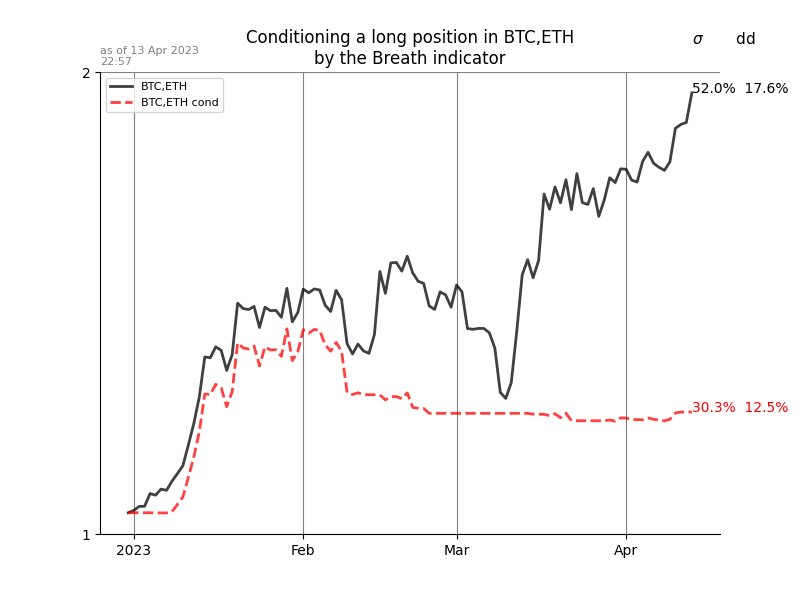 Conditioning a long position in BTC,ETH
by the Breath indicator
σ dd
as of 13 Apr 2023
22:57
2
BTC,ETH
BTC,ETH cond
52.0% 17.6%
30.3% 12.5%
1
2023 Feb Mar Apr